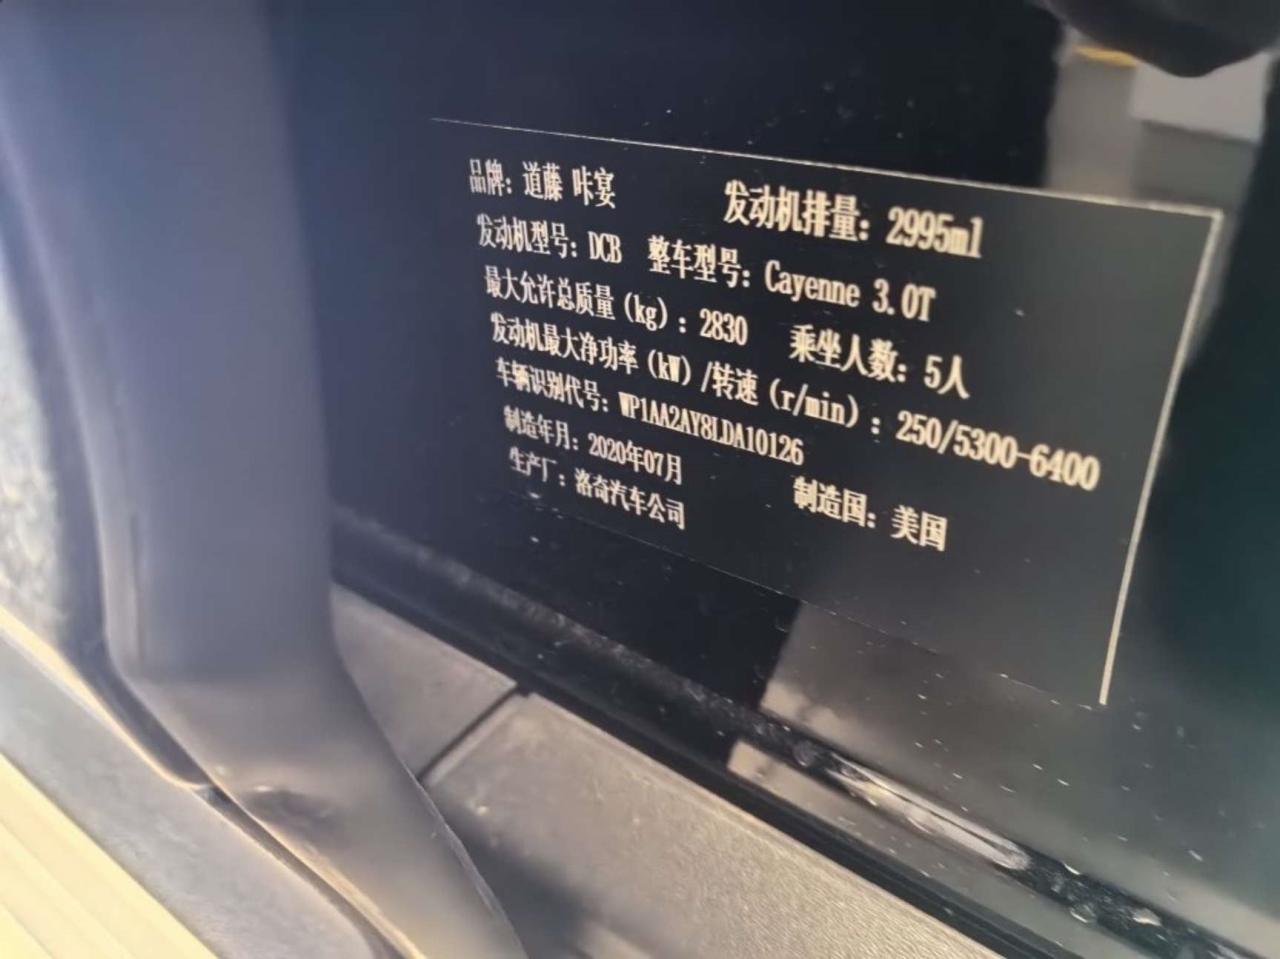 品牌：道藤 咔宴 发动机排量：2995ml
发动机型号：DCB 整车型号：Cayenne 3.0T
最大允许总质量(kg)：2830 乘坐人数：5人
发动机最大净功率(kW)/转速(r/min)：250/5300-6400
车辆识别代号：WP1AA2AY8LDA10126
制造年月：2020年07月 制造国：美国
生产厂：洛奇汽车公司